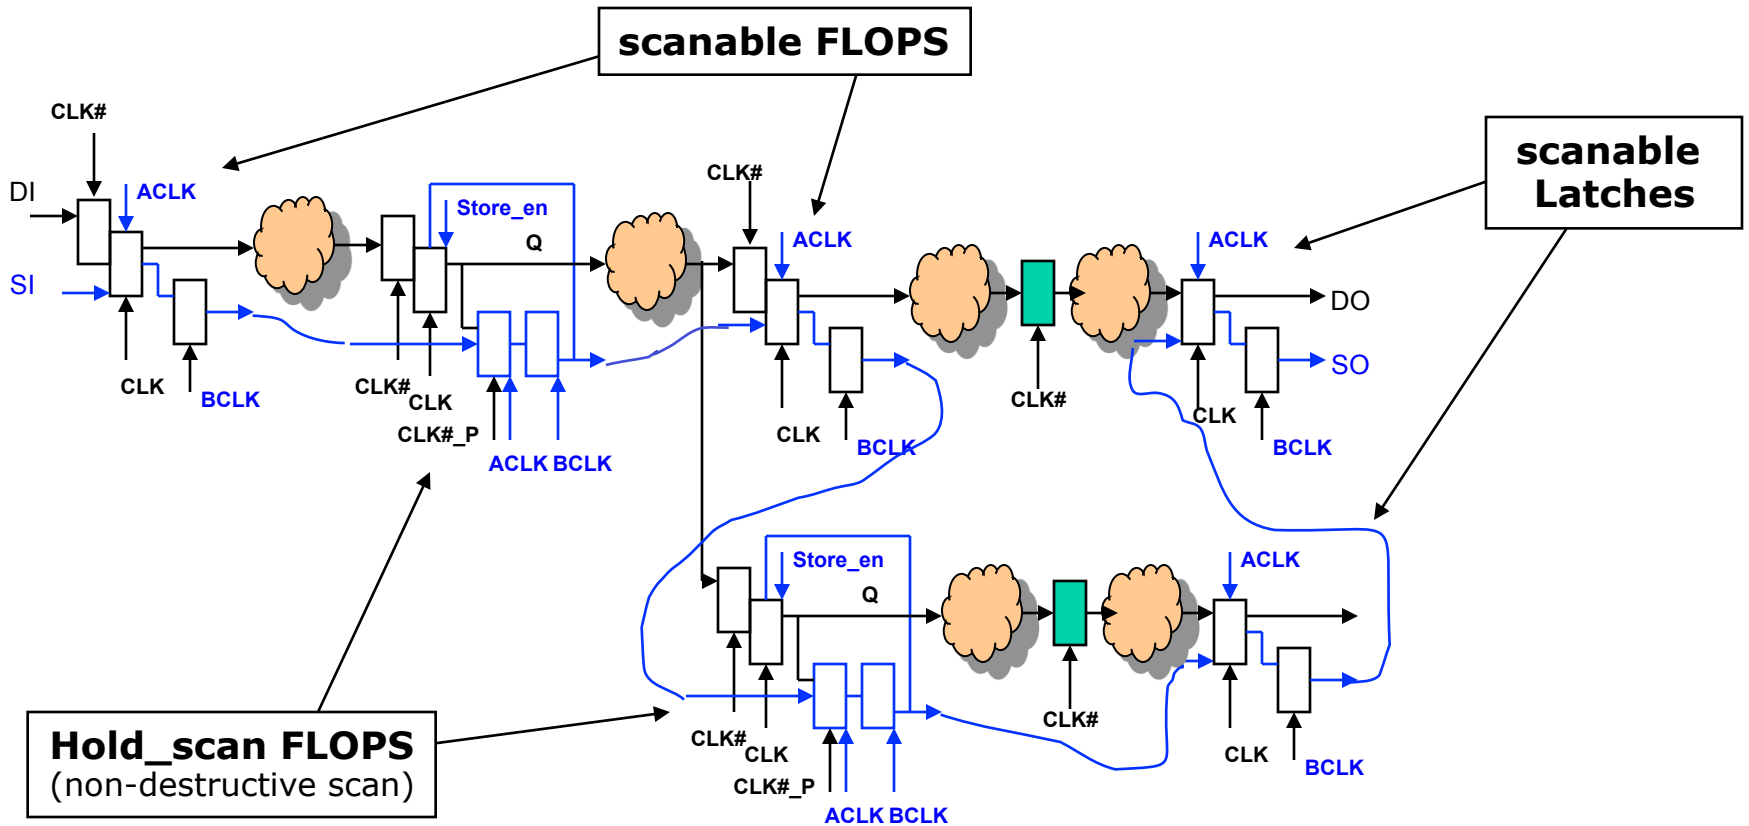 scanable FLOPS
CLK#
scanable
Latches
CLK#
DI
ACLK
Store_en
Q
ACLK
ACLK
SI
DO
SO
CLK
BCLK
CLK#
CLK
CLK#_P
ACLK
BCLK
CLK
BCLK
CLK#
CLK
BCLK
Store_en
Q
ACLK
Hold_scan FLOPS
(non-destructive scan)
CLK#
CLK
CLK#_P
ACLK
BCLK
CLK#
CLK
BCLK